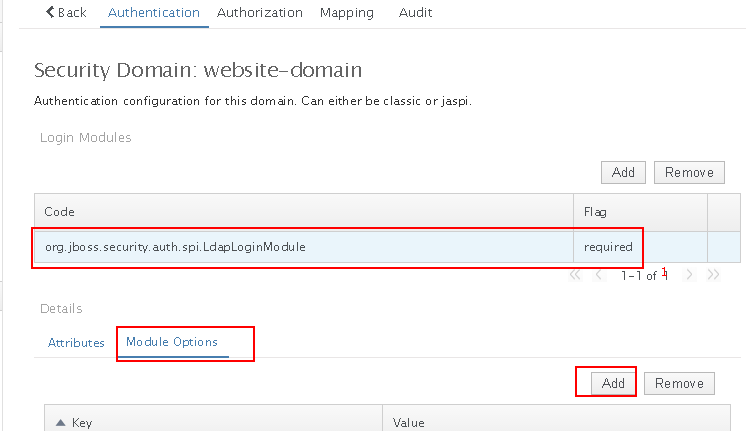 Back Authentication Authorization Mapping Audit
Security Domain: website-domain
Authentication configuration for this domain. Can either be classic or jaspi.
Login Modules
Add Remove
Code Flag
org.jboss.security.auth.spi.LdapLoginModule required
1-1 of 1
1
Details
Attributes Module Options
Add Remove
Key Value